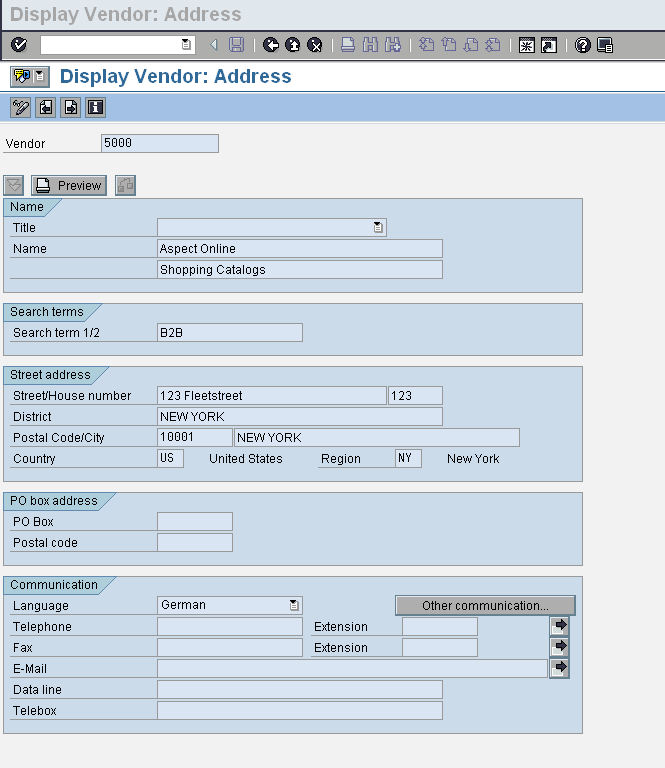 Display Vendor: Address
Display Vendor: Address
Vendor 5000
Preview
Name
Title
Name Aspect Online
Shopping Catalogs
Search terms
Search term 1/2 B2B
Street address
Street/House number 123 Fleetstreet 123
District NEW YORK
Postal Code/City 10001 NEW YORK
Country US United States Region NY New York
PO box address
PO Box
Postal code
Communication
Language German Other communication...
Telephone Extension
Fax Extension
E-Mail
Data line
Telebox